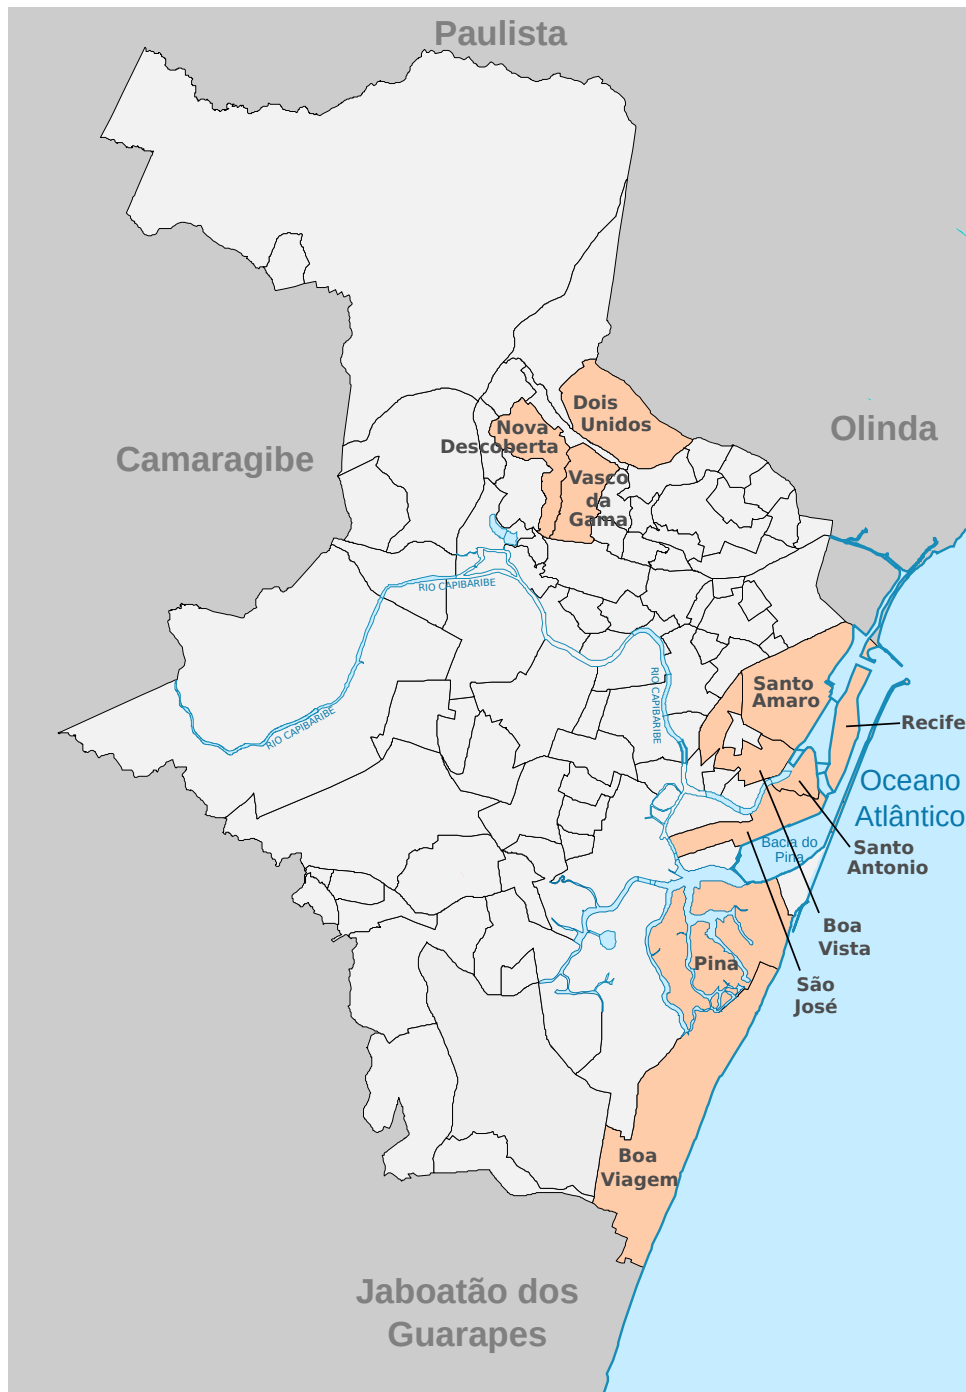 Paulista
Dois
Unidos
Nova
Descoberta
Olinda
Camaragibe
Vasco
da
Gama
RIO CAPIBARIBE
RIO CAPIBARIBE
RIO CAPIBARIBE
Santo
Amaro
Recife
Oceano
Atlântico
Bacia do
Pina
Santo
Antonio
Boa
Vista
Pina
São
José
Boa
Viagem
Jaboatão dos
Guarapes